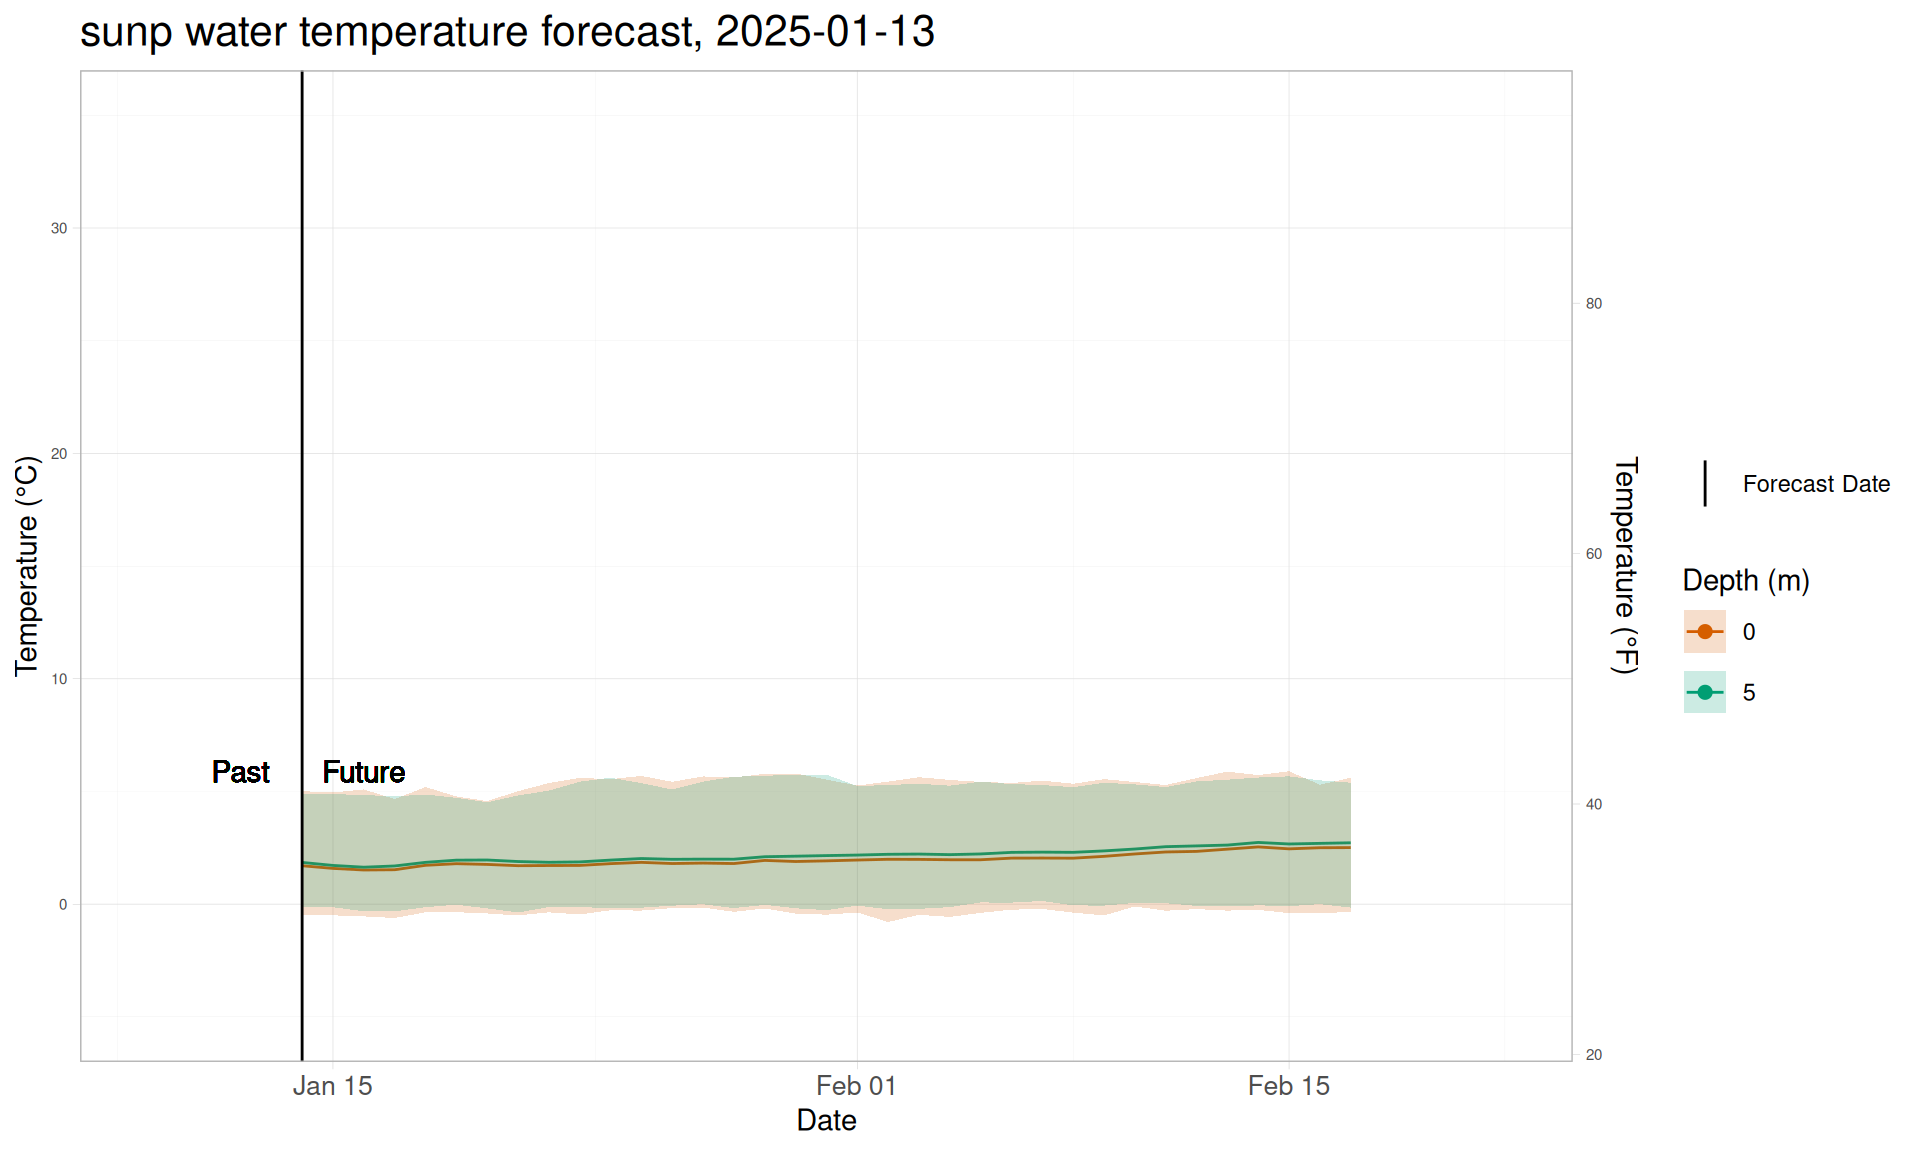 sunp water temperature forecast, 2025-01-13
Temperature (°C)
30
20
10
0
Past
Future
Jan 15
Feb 01
Feb 15
Date
80
60
40
20
Temperature (°F)
Forecast Date
Depth (m)
0
5